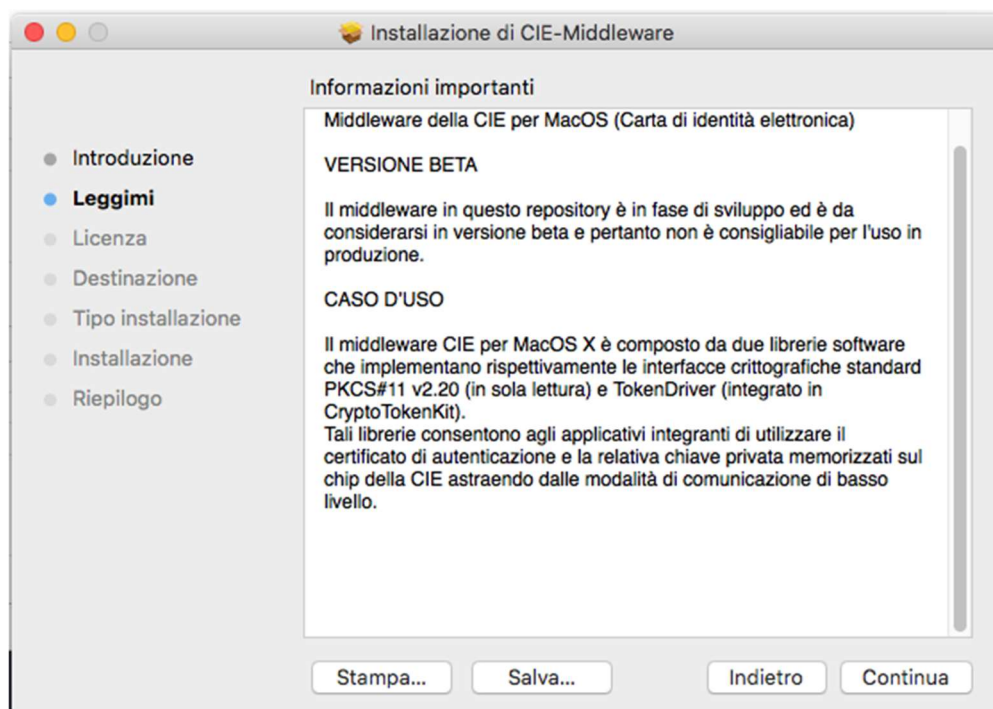 Installazione di CIE-Middleware
Introduzione
Leggimi
Licenza
Destinazione
Tipo installazione
Installazione
Riepilogo
Informazioni importanti
Middleware della CIE per MacOS (Carta di identità elettronica)
VERSIONE BETA
Il middleware in questo repository è in fase di sviluppo ed è da
considerarsi in versione beta e pertanto non è consigliabile per l'uso in
produzione.
CASO D'USO
Il middleware CIE per MacOS X è composto da due librerie software
che implementano rispettivamente le interfacce crittografiche standard
PKCS#11 v2.20 (in sola lettura) e TokenDriver (integrato in
CryptoTokenKit).
Tali librerie consentono agli applicativi integranti di utilizzare il
certificato di autenticazione e la relativa chiave privata memorizzati sul
chip della CIE astraendo dalle modalità di comunicazione di basso
livello.
Stampa...
Salva...
Indietro
Continua